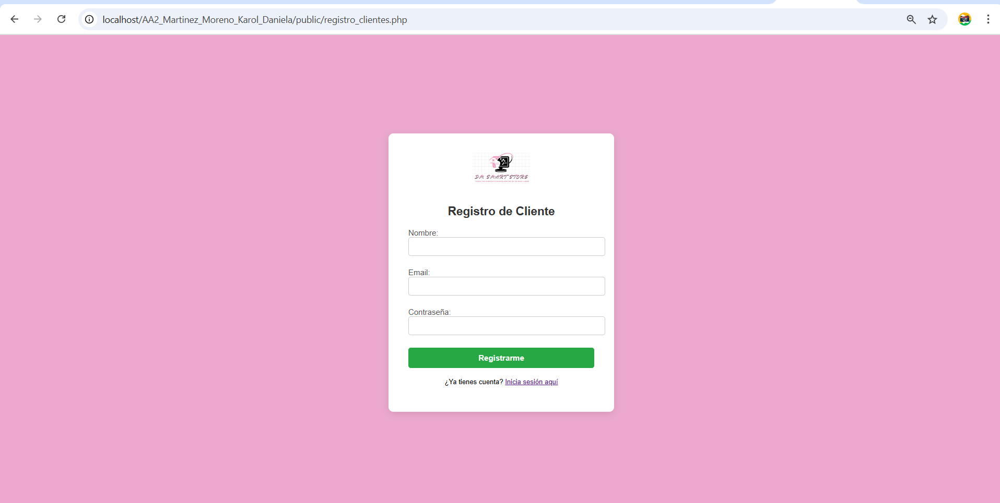 localhost/AA2_Martinez_Moreno_Karol_Daniela/public/registro_clientes.php
DM SMART STORE
Registro de Cliente
Nombre:
Email:
Contraseña:
Registrarme
¿Ya tienes cuenta? Inicia sesión aquí